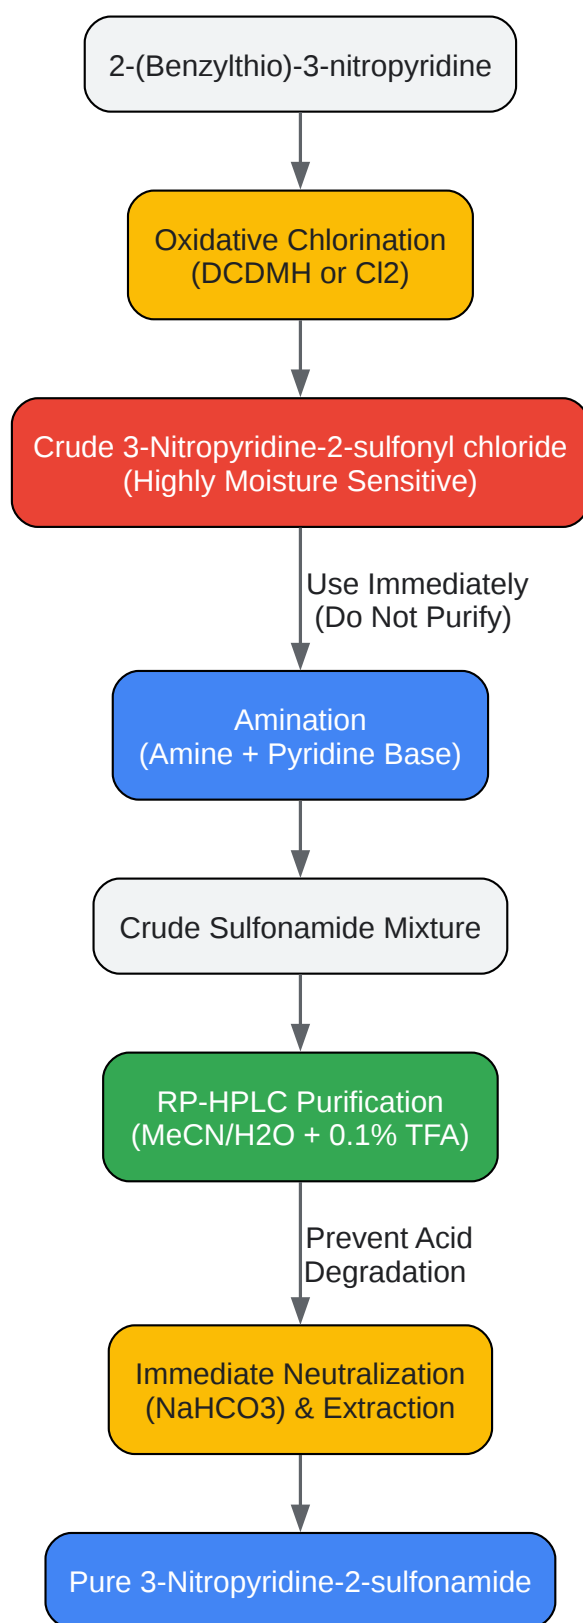 2-(Benzylthio)-3-nitropyridine
Oxidative Chlorination
(DCDMH or Cl2)
Crude 3-Nitropyridine-2-sulfonyl chloride
(Highly Moisture Sensitive)
Use Immediately
(Do Not Purify)
Amination
(Amine + Pyridine Base)
Crude Sulfonamide Mixture
RP-HPLC Purification
(MeCN/H2O + 0.1% TFA)
Prevent Acid
Degradation
Immediate Neutralization
(NaHCO3) & Extraction
Pure 3-Nitropyridine-2-sulfonamide